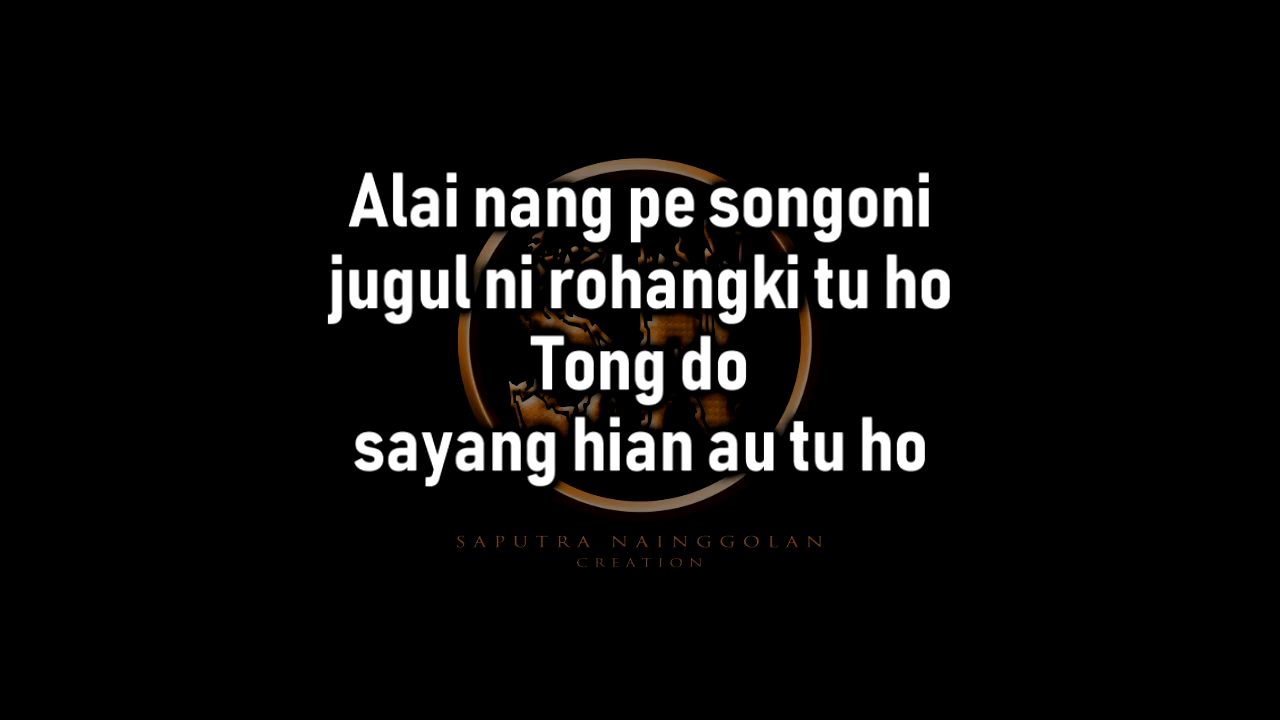 Alai nang pe songoni
jugul ni rohangki tu ho
Tong do
sayang hian au tu ho
SAPUTRA NAINGGOLAN
CREATION